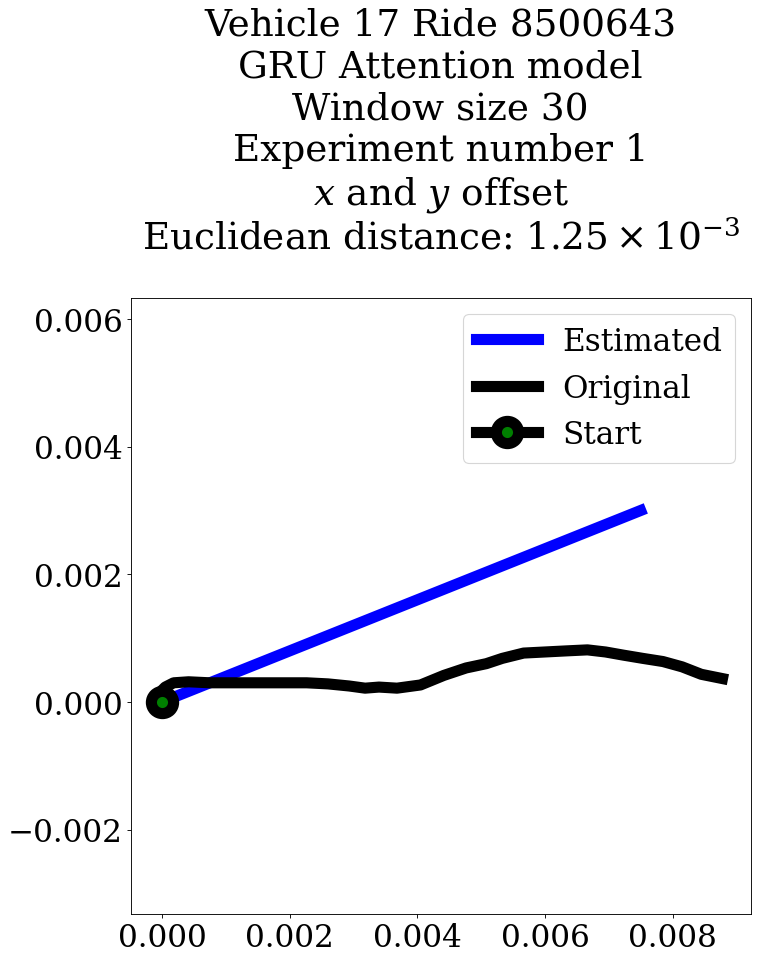 Vehicle 17 Ride 8500643
GRU Attention model
Window size 30
Experiment number 1
x and y offset
Euclidean distance: 1.25 × 10⁻³
Estimated
Original
Start
0.006
0.004
0.002
0.000
−0.002
0.000 0.002 0.004 0.006 0.008